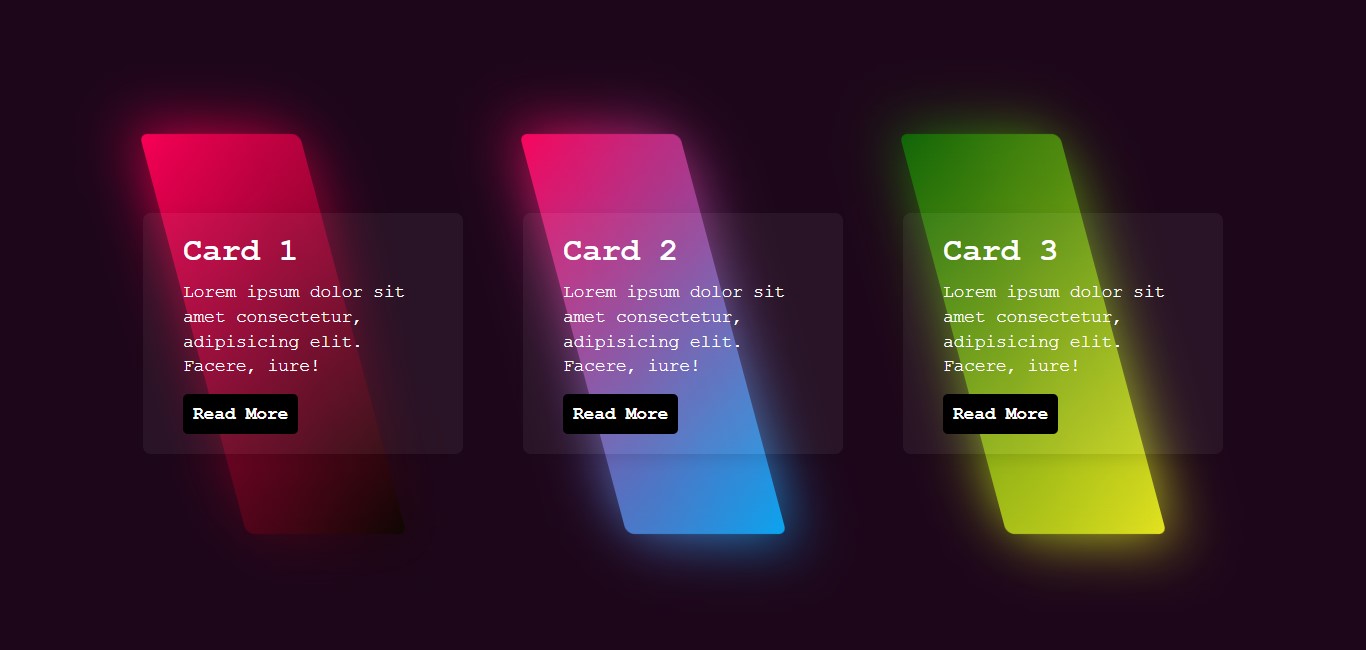 Card 1
Lorem ipsum dolor sit
amet consectetur,
adipisicing elit.
Facere, iure!
Read More
Card 2
Lorem ipsum dolor sit
amet consectetur,
adipisicing elit.
Facere, iure!
Read More
Card 3
Lorem ipsum dolor sit
amet consectetur,
adipisicing elit.
Facere, iure!
Read More